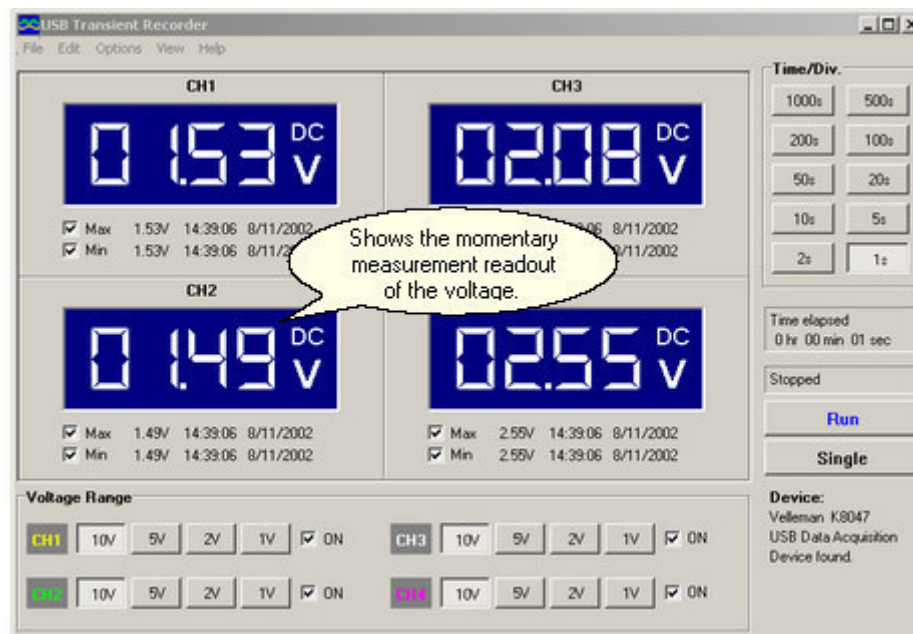 USB Transient Recorder
File Edit Options View Help
CH1
01.53 DC V
Max 1.53V 14:39:06 8/11/2002
Min 1.53V 14:39:06 8/11/2002
CH3
02.08 DC V
06 8/11/2002
8/11/2002
Shows the momentary
measurement readout
of the voltage.
CH2
01.49 DC V
Max 1.49V 14:39:06 8/11/2002
Min 1.49V 14:39:06 8/11/2002
02.55 DC V
Max 2.55V 14:39:06 8/11/2002
Min 2.55V 14:39:06 8/11/2002
Time/Div.
1000s 500s
200s 100s
50s 20s
10s 5s
2s 1s
Time elapsed
0 hr 00 min 01 sec
Stopped
Run
Single
Voltage Range
CH1 10V 5V 2V 1V ON
CH3 10V 5V 2V 1V ON
CH2 10V 5V 2V 1V ON
CH4 10V 5V 2V 1V ON
Device:
Velleman K8047
USB Data Acquisition
Device found.